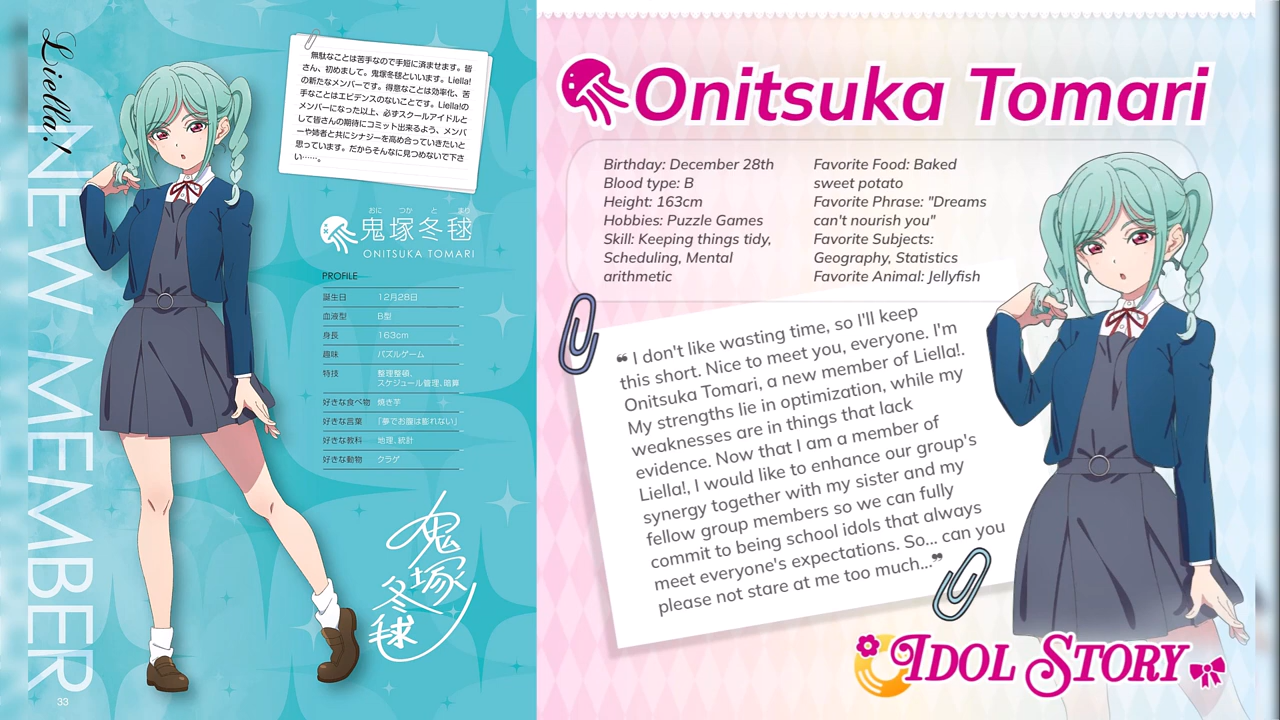 Liella!
NEW MEMBER
無駄なことは苦手なので手短に済ませます。皆
さん、初めまして。鬼塚冬毬といいます。Liella!
の新たなメンバーです。得意なことは効率化、苦
手なことはエビデンスのないことです。Liella!の
メンバーになった以上、必ずスクールアイドルと
して皆さんの期待にコミット出来るよう、メンバ
ーや姉者と共にシナジーを高め合っていきたいと
思っています。だからそんなに見つめないで下さ
い……。
おに つか と まり
鬼塚冬毬
ONITSUKA TOMARI
PROFILE
誕生日 12月28日
血液型 B型
身長 163cm
趣味 パズルゲーム
特技 整理整頓、
スケジュール管理、暗算
好きな食べ物 焼き芋
好きな言葉 「夢でお腹は膨れない」
好きな教科 地理、統計
好きな動物 クラゲ
鬼塚
冬毬
33
Onitsuka Tomari
Birthday: December 28th
Blood type: B
Height: 163cm
Hobbies: Puzzle Games
Skill: Keeping things tidy,
Scheduling, Mental
arithmetic
Favorite Food: Baked
sweet potato
Favorite Phrase: "Dreams
can't nourish you"
Favorite Subjects:
Geography, Statistics
Favorite Animal: Jellyfish
❝ I don't like wasting time, so I'll keep
this short. Nice to meet you, everyone. I'm
Onitsuka Tomari, a new member of Liella!.
My strengths lie in optimization, while my
weaknesses are in things that lack
evidence. Now that I am a member of
Liella!, I would like to enhance our group's
synergy together with my sister and my
fellow group members so we can fully
commit to being school idols that always
meet everyone's expectations. So... can you
please not stare at me too much...❞
IDOL STORY